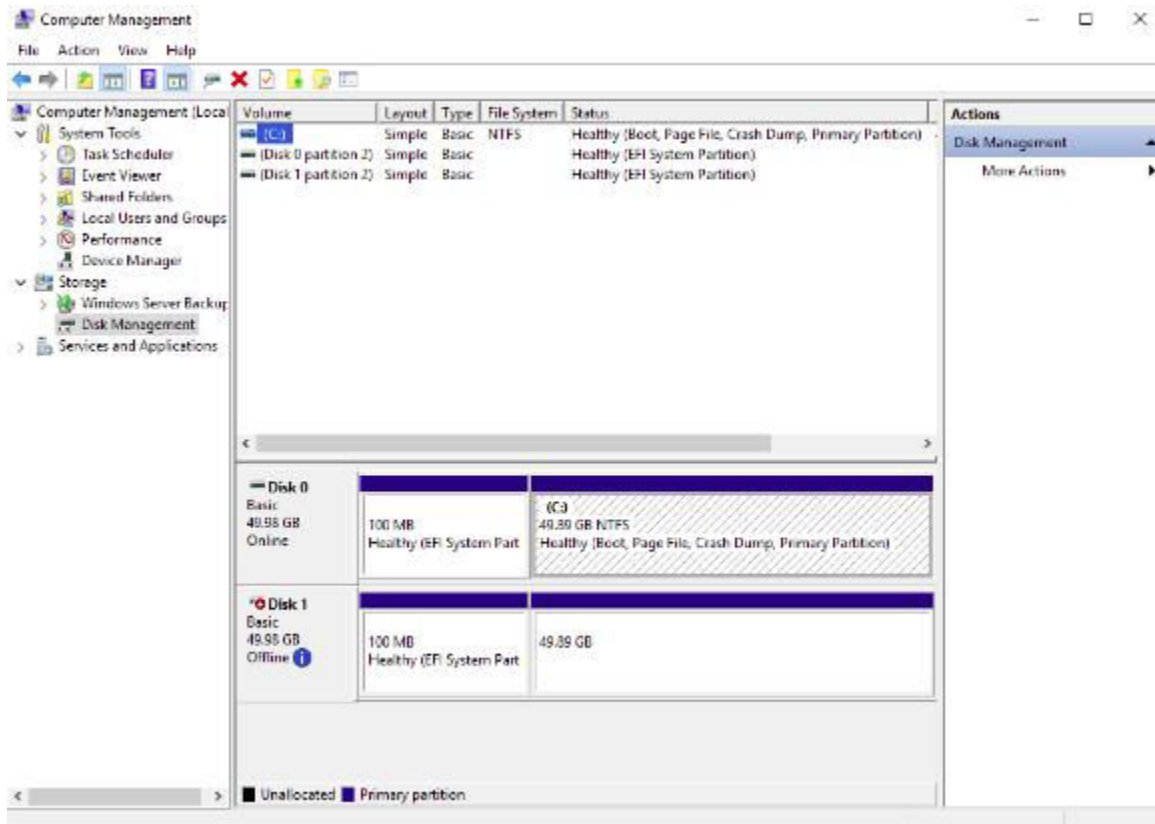 Computer Management
File Action View Help
Computer Management (Local
System Tools
Task Scheduler
Event Viewer
Shared Folders
Local Users and Groups
Performance
Device Manager
Storage
Windows Server Backup
Disk Management
Services and Applications
Volume Layout Type File System Status
(C:) Simple Basic NTFS Healthy (Boot, Page File, Crash Dump, Primary Partition)
(Disk 0 partition 2) Simple Basic Healthy (EFI System Partition)
(Disk 1 partition 2) Simple Basic Healthy (EFI System Partition)
Disk 0
Basic
49.98 GB
Online
100 MB
Healthy (EFI System Part
(C:)
49.89 GB NTFS
Healthy (Boot, Page File, Crash Dump, Primary Partition)
Disk 1
Basic
49.98 GB
Offline
100 MB
Healthy (EFI System Part
49.89 GB
Unallocated Primary partition
Actions
Disk Management
More Actions